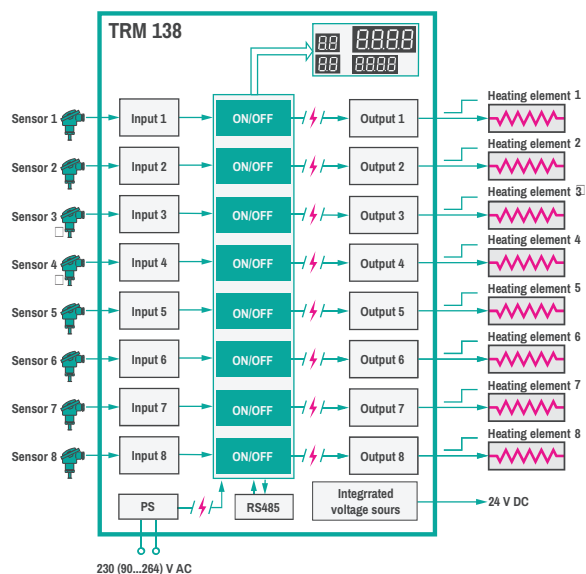 TRM 138
88 8888
88 8888
Sensor 1 Input 1 ON/OFF Output 1 Heating element 1
Sensor 2 Input 2 ON/OFF Output 2 Heating element 2
Sensor 3 Input 3 ON/OFF Output 3 Heating element 3
Sensor 4 Input 4 ON/OFF Output 4 Heating element 4
Sensor 5 Input 5 ON/OFF Output 5 Heating element 5
Sensor 6 Input 6 ON/OFF Output 6 Heating element 6
Sensor 7 Input 7 ON/OFF Output 7 Heating element 7
Sensor 8 Input 8 ON/OFF Output 8 Heating element 8
PS
RS485
Integrrated
voltage sours
24 V DC
230 (90...264) V AC